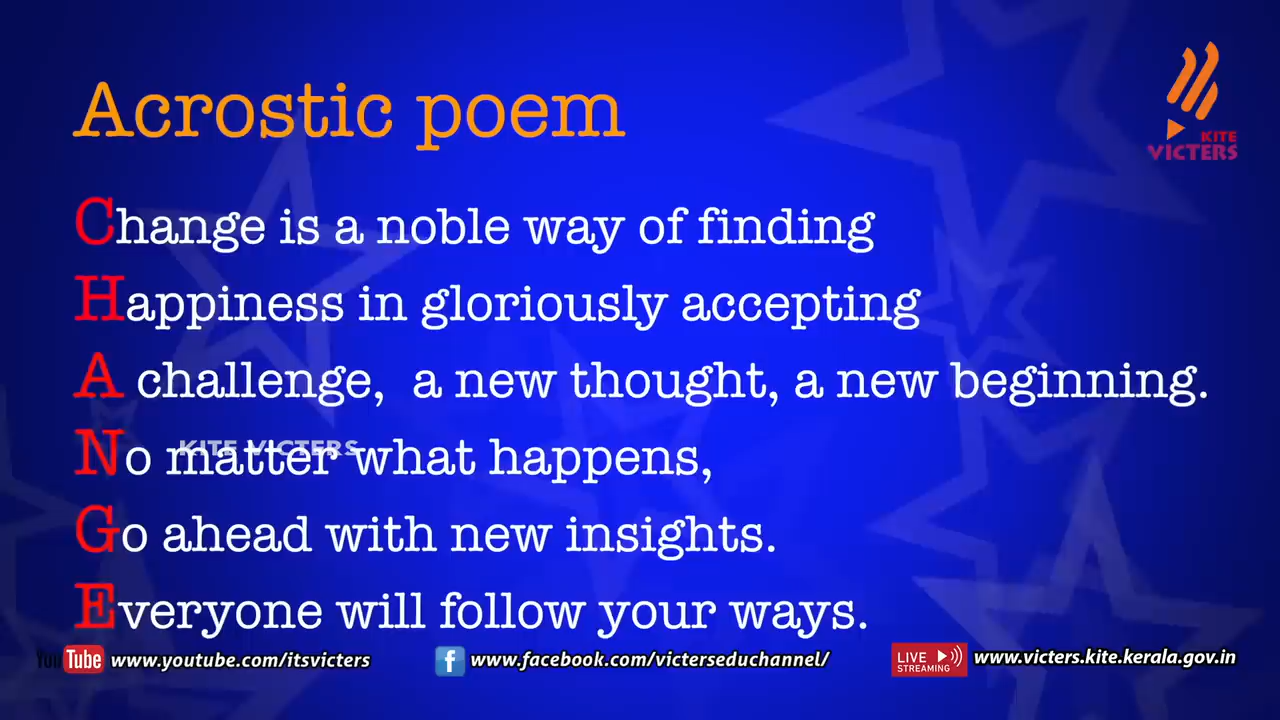 Acrostic poem
KITE
VICTERS
Change is a noble way of finding
Happiness in gloriously accepting
A challenge, a new thought, a new beginning.
KITE VICTERS
No matter what happens,
Go ahead with new insights.
Everyone will follow your ways.
YouTube www.youtube.com/itsvicters
f www.facebook.com/victerseduchannel/
LIVE STREAMING www.victers.kite.kerala.gov.in